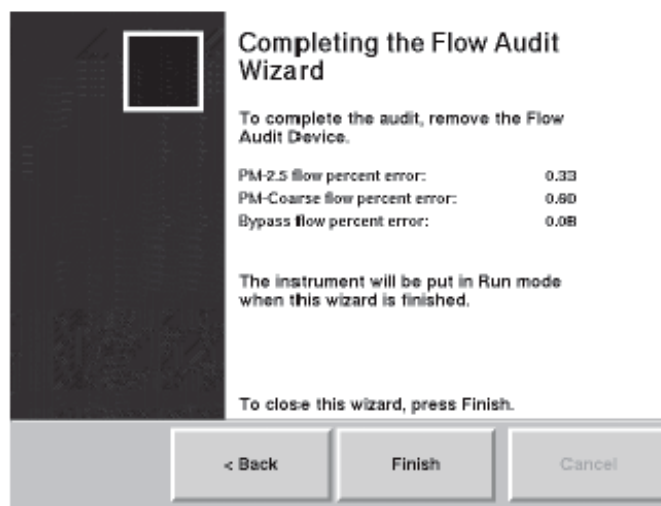 Completing the Flow Audit
Wizard
To complete the audit, remove the Flow
Audit Device.
PM-2.5 flow percent error: 0.33
PM-Coarse flow percent error: 0.60
Bypass flow percent error: 0.08
The instrument will be put in Run mode
when this wizard is finished.
To close this wizard, press Finish.
< Back Finish Cancel